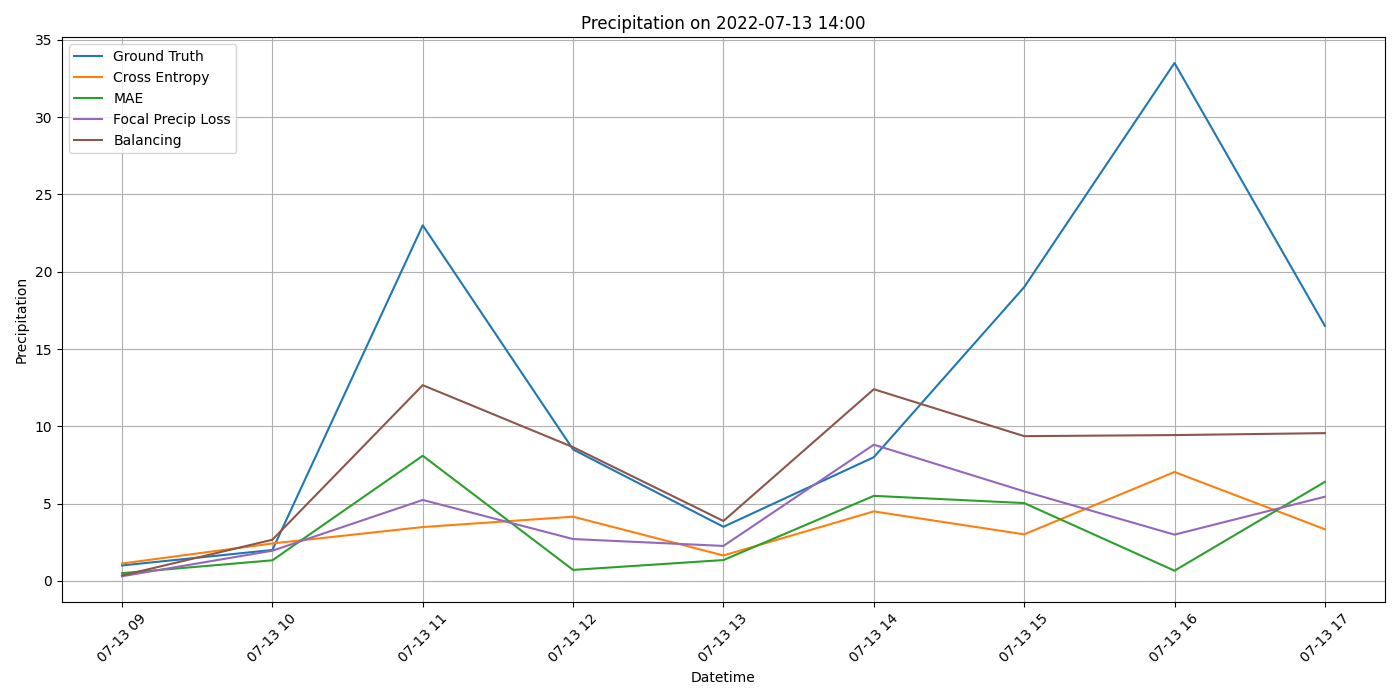 Precipitation on 2022-07-13 14:00
Ground Truth
Cross Entropy
MAE
Focal Precip Loss
Balancing
Precipitation
35
30
25
20
15
10
5
0
07-13 09
07-13 10
07-13 11
07-13 12
07-13 13
07-13 14
07-13 15
07-13 16
07-13 17
Datetime